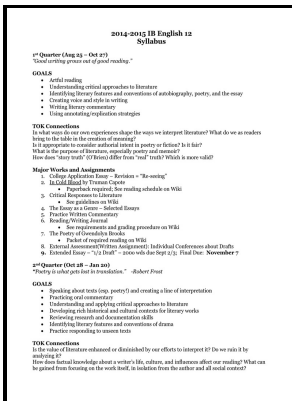 2014-2015 IB English 12
Syllabus
1st Quarter (Aug 25 – Oct 27)
"Good writing grows out of good reading."
GOALS
• Artful reading
• Understanding critical approaches to literature
• Identifying literary features and conventions of autobiography, poetry, and the essay
• Creating voice and style in writing
• Writing literary commentary
• Using annotating/explication strategies
TOK Connections
In what ways do our own experiences shape the ways we interpret literature? What do we as readers
bring to the table in the creation of meaning?
Is it appropriate to consider authorial intent in poetry or fiction? Is it fair?
What is the purpose of literature, especially poetry and memoir?
How does "story truth" (O'Brien) differ from "real" truth? Which is more valid?
Major Works and Assignments
1. College Application Essay – Revision = "Re-seeing"
2. In Cold Blood by Truman Capote
• Paperback required; See reading schedule on Wiki
3. Critical Responses to Literature
• See guidelines on Wiki
4. The Essay as a Genre – Selected Essays
5. Practice Written Commentary
6. Reading/Writing Journal
• See requirements and grading procedure on Wiki
7. The Poetry of Gwendolyn Brooks
• Packet of required reading on Wiki
8. External Assessment(Written Assignment): Individual Conferences about Drafts
9. Extended Essay – "1/2 Draft" – 2000 wds due Sept 2/3; Final Due: November 7
2nd Quarter (Oct 28 – Jan 20)
"Poetry is what gets lost in translation." -Robert Frost
GOALS
• Speaking about texts (esp. poetry!) and creating a line of interpretation
• Practicing oral commentary
• Understanding and applying critical approaches to literature
• Developing rich historical and cultural contexts for literary works
• Reviewing research and documentation skills
• Identifying literary features and conventions of drama
• Practice responding to unseen texts
TOK Connections
Is the value of literature enhanced or diminished by our efforts to interpret it? Do we ruin it by
analyzing it?
How does factual knowledge about a writer's life, culture, and influences affect our reading? What can
be gained from focusing on the work itself, in isolation from the author and all social context?